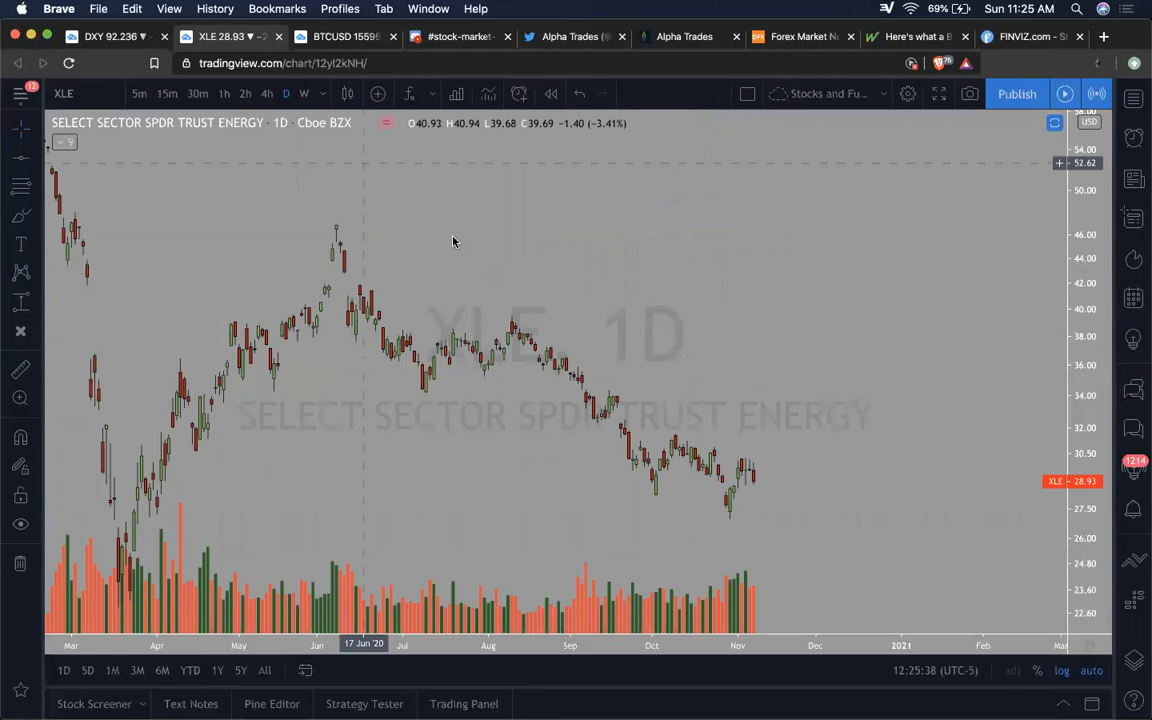 Brave File Edit View History Bookmarks Profiles Tab Window Help 69% Sun 11:25 AM
DXY 92.236 ▼ − × XLE 28.93 ▼ −2 × BTCUSD 15595 × #stock-market- × Alpha Trades (@ × Alpha Trades × Forex Market N × Here's what a B × FINVIZ.com - S × +
tradingview.com/chart/12yI2kNH/ 76
12 XLE 5m 15m 30m 1h 2h 4h D W Stocks and Fu... Publish
SELECT SECTOR SPDR TRUST ENERGY · 1D · Cboe BZX O40.93 H40.94 L39.68 C39.69 −1.40 (−3.41%) USD
9
54.00
52.62
50.00
46.00
44.00
42.00
40.00
38.00
36.00
34.00
32.00
30.50
XLE 28.93
27.50
26.00
24.80
23.60
22.60
XLE, 1D
SELECT SECTOR SPDR TRUST ENERGY
1214
Mar Apr May Jun 17 Jun '20 Jul Aug Sep Oct Nov Dec 2021 Feb Ma
1D 5D 1M 3M 6M YTD 1Y 5Y All 12:25:38 (UTC-5) adj % log auto
Stock Screener Text Notes Pine Editor Strategy Tester Trading Panel